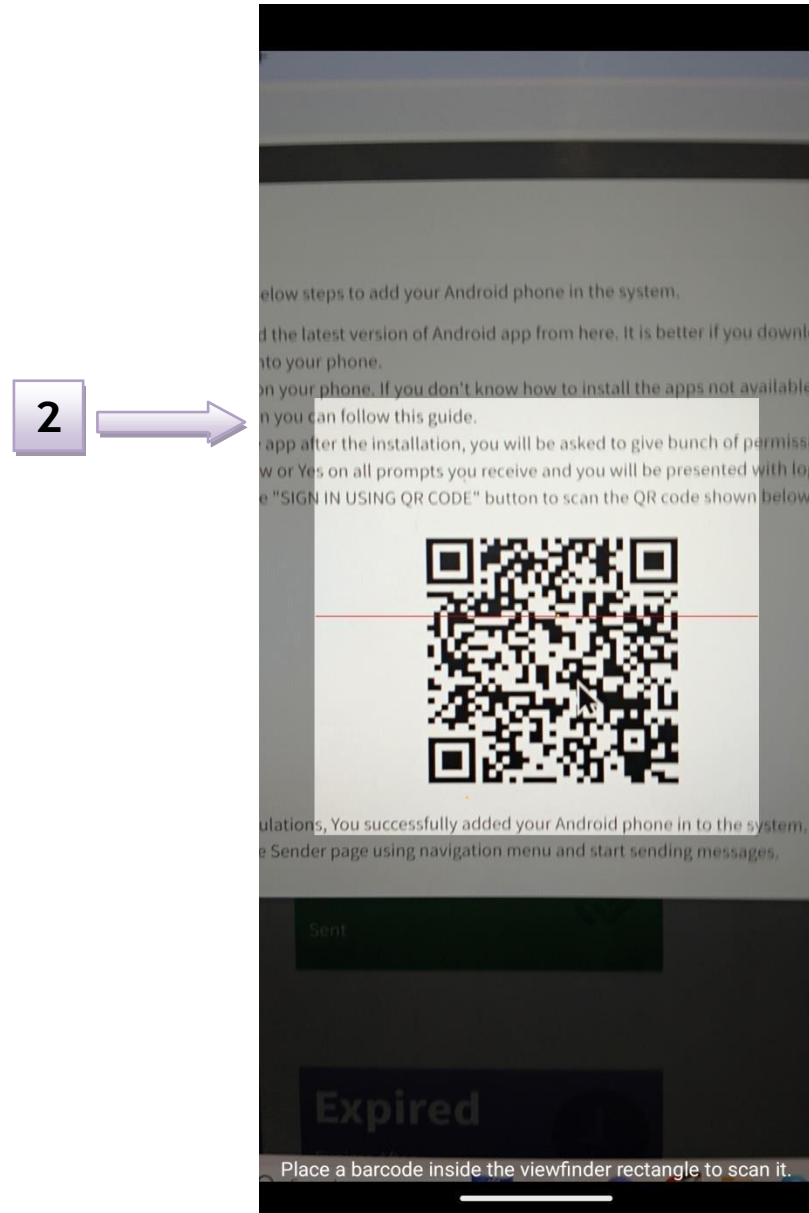 elow steps to add your Android phone in the system.
d the latest version of Android app from here. It is better if you downl
nto your phone.
on your phone. If you don't know how to install the apps not available
n you can follow this guide.
app after the installation, you will be asked to give bunch of permiss
w or Yes on all prompts you receive and you will be presented with lo
e "SIGN IN USING QR CODE" button to scan the QR code shown below
2
ulations, You successfully added your Android phone in to the system.
e Sender page using navigation menu and start sending messages.
Sent
Expired
Place a barcode inside the viewfinder rectangle to scan it.